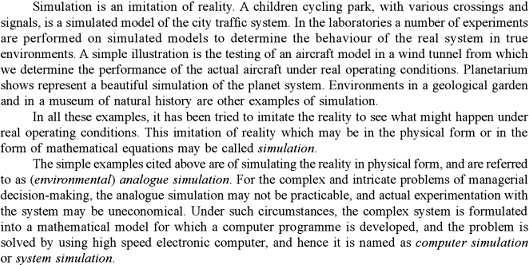 Simulation is an imitation of reality. A children cycling park, with various crossings and
signals, is a simulated model of the city traffic system. In the laboratories a number of experiments
are performed on simulated models to determine the behaviour of the real system in true
environments. A simple illustration is the testing of an aircraft model in a wind tunnel from which
we determine the performance of the actual aircraft under real operating conditions. Planetarium
shows represent a beautiful simulation of the planet system. Environments in a geological garden
and in a museum of natural history are other examples of simulation.
In all these examples, it has been tried to imitate the reality to see what might happen under
real operating conditions. This imitation of reality which may be in the physical form or in the
form of mathematical equations may be called simulation.
The simple examples cited above are of simulating the reality in physical form, and are referred
to as (environmental) analogue simulation. For the complex and intricate problems of managerial
decision-making, the analogue simulation may not be practicable, and actual experimentation with
the system may be uneconomical. Under such circumstances, the complex system is formulated
into a mathematical model for which a computer programme is developed, and the problem is
solved by using high speed electronic computer, and hence it is named as computer simulation
or system simulation.